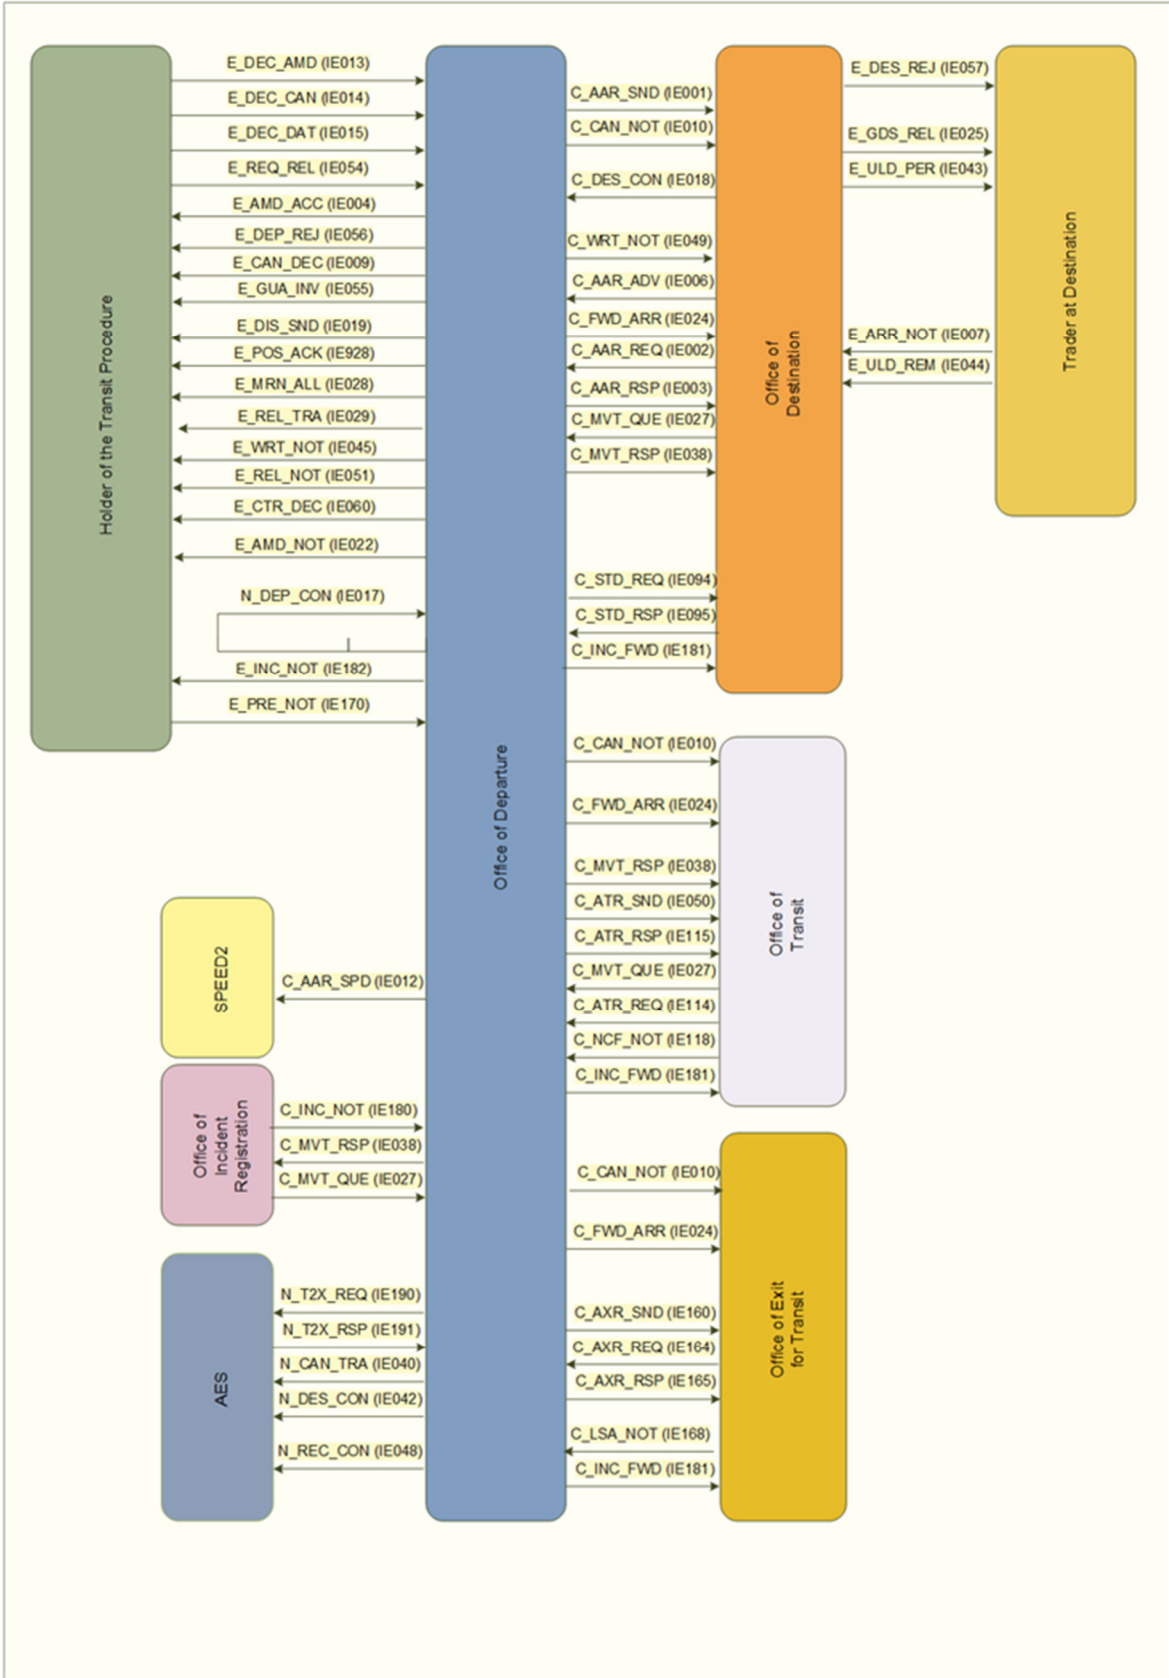 Holder of the Transit Procedure
E_DEC_AMD (IE013)
E_DEC_CAN (IE014)
E_DEC_DAT (IE015)
E_REQ_REL (IE054)
E_AMD_ACC (IE004)
E_DEP_REJ (IE056)
E_CAN_DEC (IE009)
E_GUA_INV (IE055)
E_DIS_SND (IE019)
E_POS_ACK (IE928)
E_MRN_ALL (IE028)
E_REL_TRA (IE029)
E_WRT_NOT (IE045)
E_REL_NOT (IE051)
E_CTR_DEC (IE060)
E_AMD_NOT (IE022)
N_DEP_CON (IE017)
E_INC_NOT (IE182)
E_PRE_NOT (IE170)
SPEED2
C_AAR_SPD (IE012)
Office of
Incident
Registration
C_INC_NOT (IE180)
C_MVT_RSP (IE038)
C_MVT_QUE (IE027)
AES
N_T2X_REQ (IE190)
N_T2X_RSP (IE191)
N_CAN_TRA (IE040)
N_DES_CON (IE042)
N_REC_CON (IE048)
Office of Departure
C_AAR_SND (IE001)
C_CAN_NOT (IE010)
C_DES_CON (IE018)
C_WRT_NOT (IE049)
C_AAR_ADV (IE006)
C_FWD_ARR (IE024)
C_AAR_REQ (IE002)
C_AAR_RSP (IE003)
C_MVT_QUE (IE027)
C_MVT_RSP (IE038)
C_STD_REQ (IE094)
C_STD_RSP (IE095)
C_INC_FWD (IE181)
Office of
Destination
E_DES_REJ (IE057)
E_GDS_REL (IE025)
E_ULD_PER (IE043)
E_ARR_NOT (IE007)
E_ULD_REM (IE044)
Trader at Destination
C_CAN_NOT (IE010)
C_FWD_ARR (IE024)
C_MVT_RSP (IE038)
C_ATR_SND (IE050)
C_ATR_RSP (IE115)
C_MVT_QUE (IE027)
C_ATR_REQ (IE114)
C_NCF_NOT (IE118)
C_INC_FWD (IE181)
Office of
Transit
C_CAN_NOT (IE010)
C_FWD_ARR (IE024)
C_AXR_SND (IE160)
C_AXR_REQ (IE164)
C_AXR_RSP (IE165)
C_LSA_NOT (IE168)
C_INC_FWD (IE181)
Office of Exit
for Transit